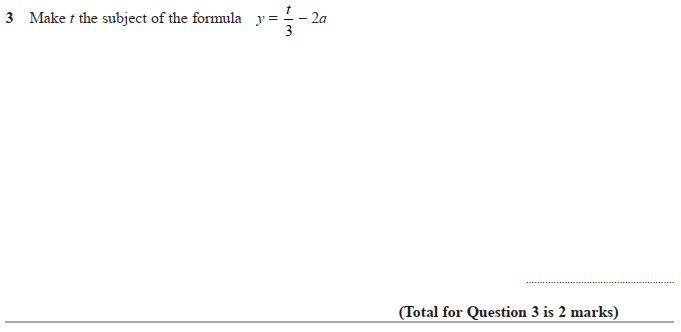 3 Make t the subject of the formula y = t/3 − 2a
(Total for Question 3 is 2 marks)